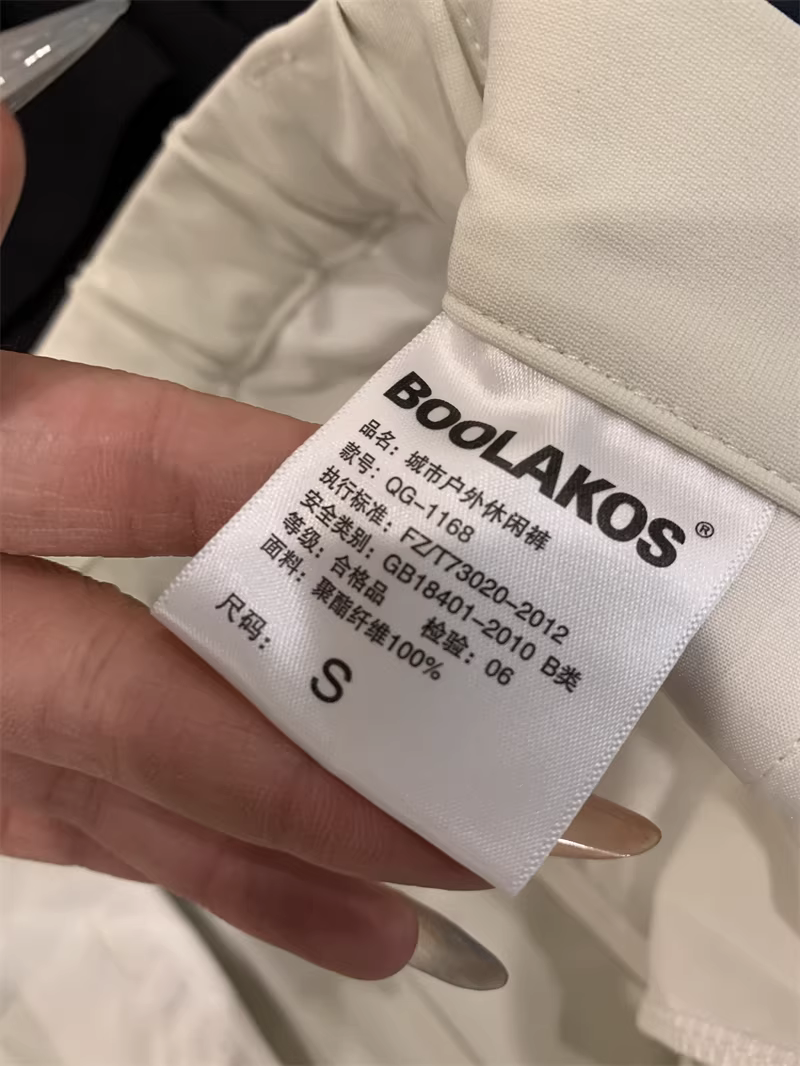 BOOLAKOS®
品名：城市户外休闲裤
款号：QG-1168
执行标准：FZ/T73020-2012
安全类别：GB18401-2010 B类
等级：合格品 检验：06
面料：聚酯纤维100%
尺码：S